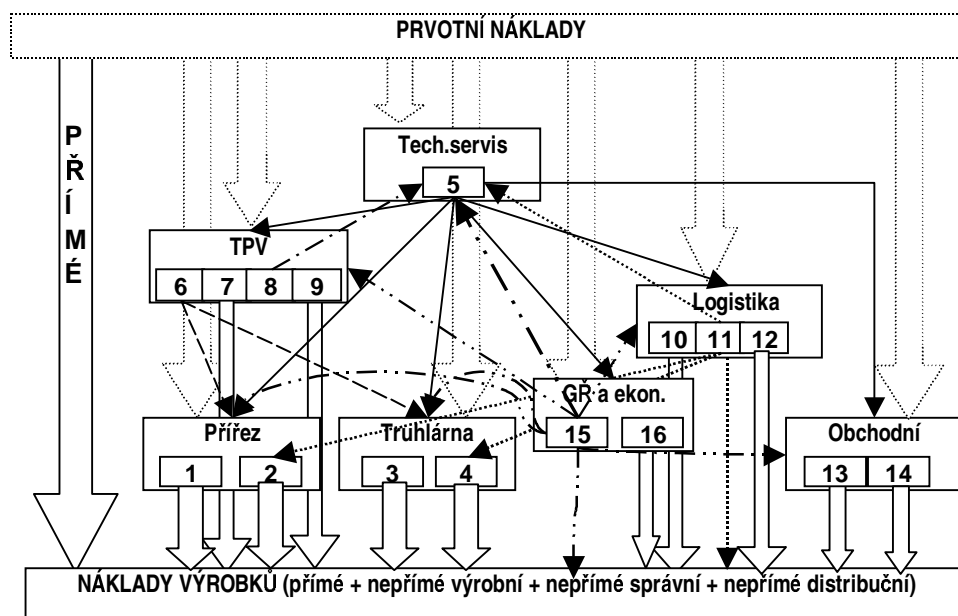 PRVOTNÍ NÁKLADY
PŘÍMÉ
Tech.servis
5
TPV
6 7 8 9
Logistika
10 11 12
GŘ a ekon.
15 16
Přířez
1 2
Truhlárna
3 4
Obchodní
13 14
NÁKLADY VÝROBKŮ (přímé + nepřímé výrobní + nepřímé správní + nepřímé distribuční)